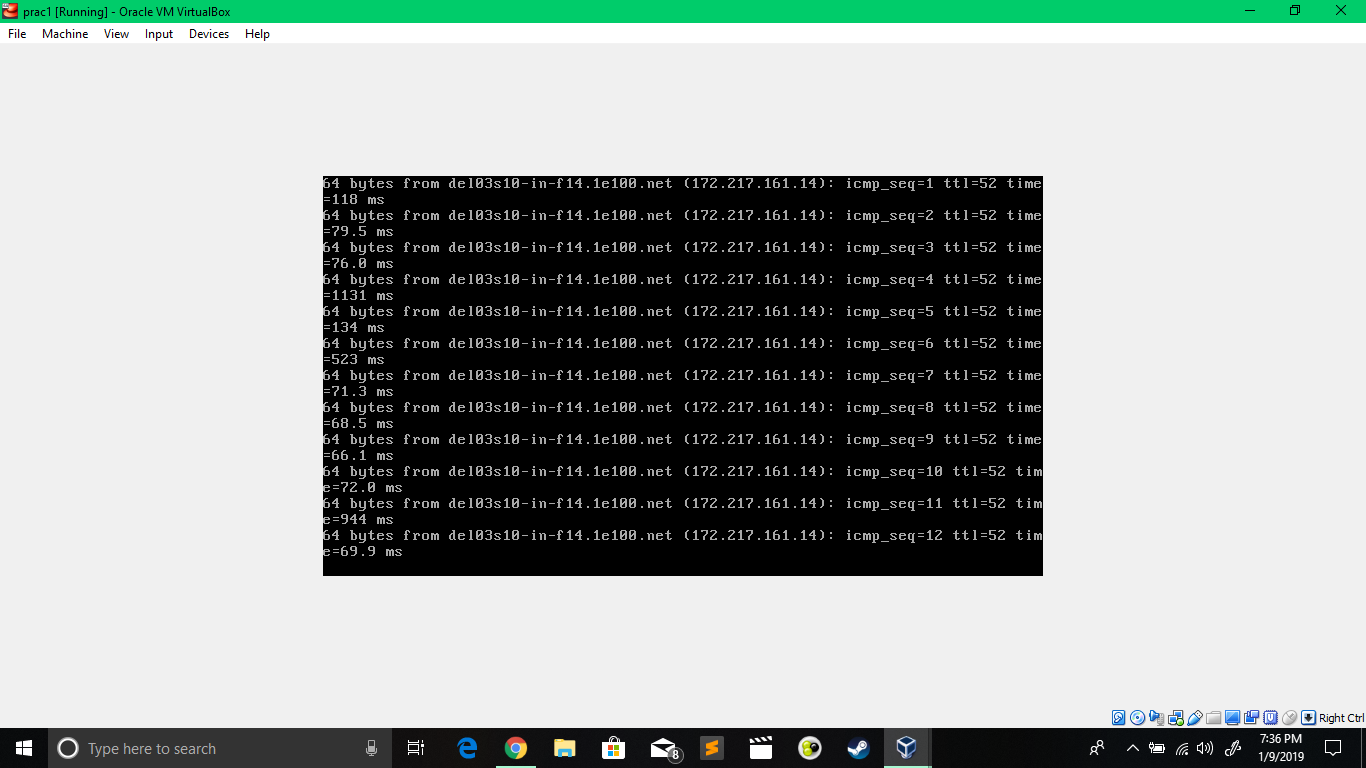 prac1 [Running] - Oracle VM VirtualBox
File Machine View Input Devices Help
64 bytes from del03s10-in-f14.1e100.net (172.217.161.14): icmp_seq=1 ttl=52 time
=118 ms
64 bytes from del03s10-in-f14.1e100.net (172.217.161.14): icmp_seq=2 ttl=52 time
=79.5 ms
64 bytes from del03s10-in-f14.1e100.net (172.217.161.14): icmp_seq=3 ttl=52 time
=76.0 ms
64 bytes from del03s10-in-f14.1e100.net (172.217.161.14): icmp_seq=4 ttl=52 time
=1131 ms
64 bytes from del03s10-in-f14.1e100.net (172.217.161.14): icmp_seq=5 ttl=52 time
=134 ms
64 bytes from del03s10-in-f14.1e100.net (172.217.161.14): icmp_seq=6 ttl=52 time
=523 ms
64 bytes from del03s10-in-f14.1e100.net (172.217.161.14): icmp_seq=7 ttl=52 time
=71.3 ms
64 bytes from del03s10-in-f14.1e100.net (172.217.161.14): icmp_seq=8 ttl=52 time
=68.5 ms
64 bytes from del03s10-in-f14.1e100.net (172.217.161.14): icmp_seq=9 ttl=52 time
=66.1 ms
64 bytes from del03s10-in-f14.1e100.net (172.217.161.14): icmp_seq=10 ttl=52 tim
e=72.0 ms
64 bytes from del03s10-in-f14.1e100.net (172.217.161.14): icmp_seq=11 ttl=52 tim
e=944 ms
64 bytes from del03s10-in-f14.1e100.net (172.217.161.14): icmp_seq=12 ttl=52 tim
e=69.9 ms
Right Ctrl
Type here to search
8
7:36 PM
1/9/2019